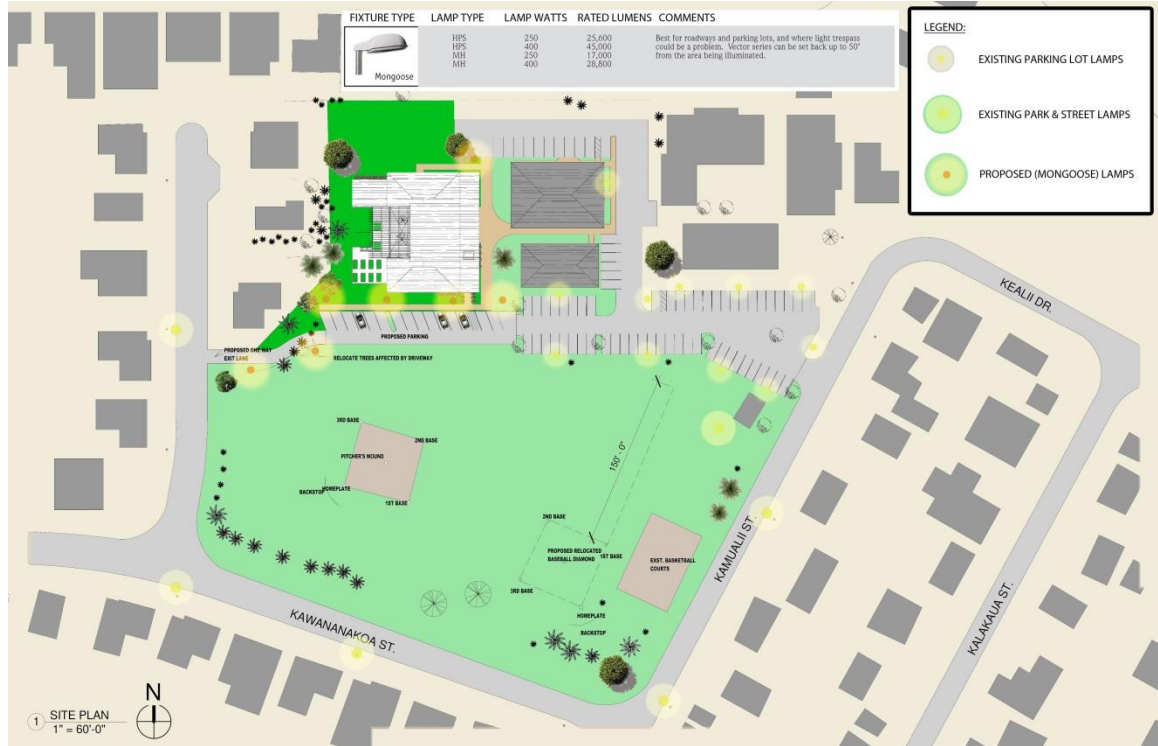 FIXTURE TYPE LAMP TYPE LAMP WATTS RATED LUMENS COMMENTS
HPS 250 25,600 Best for roadways and parking lots, and where light trespass
HPS 400 45,000 could be a problem. Vector series can be set back up to 50'
MH 250 17,000 from the area being illuminated.
MH 400 28,800
Mongoose
LEGEND:
EXISTING PARKING LOT LAMPS
EXISTING PARK & STREET LAMPS
PROPOSED (MONGOOSE) LAMPS
KEALII DR.
PROPOSED PARKING
PROPOSED ONE WAY
EXIT LANE
RELOCATE TREES AFFECTED BY DRIVEWAY
3RD BASE
2ND BASE
PITCHER'S MOUND
HOMEPLATE
BACKSTOP
1ST BASE
150' - 0"
2ND BASE
PROPOSED RELOCATED
BASEBALL DIAMOND
1ST BASE
3RD BASE
HOMEPLATE
BACKSTOP
EXST. BASKETBALL
COURTS
KAMUALII ST.
KALAKAUA ST.
KAWANANAKOA ST.
N
1 SITE PLAN
1" = 60'-0"